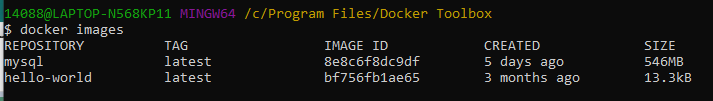 14088@LAPTOP-N568KP11 MINGW64 /c/Program Files/Docker Toolbox
$ docker images
REPOSITORY TAG IMAGE ID CREATED SIZE
mysql latest 8e8c6f8dc9df 5 days ago 546MB
hello-world latest bf756fb1ae65 3 months ago 13.3kB